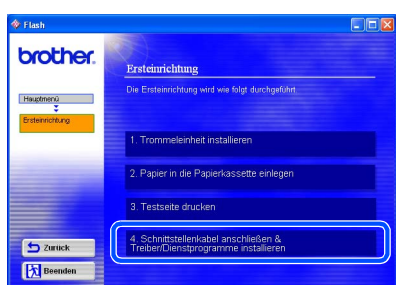 Flash
brother.
Hauptmenü
Ersteinrichtung
Ersteinrichtung
Die Ersteinrichtung wird wie folgt durchgeführt.
1. Trommeleinheit installieren
2. Papier in die Papierkassette einlegen
3. Testseite drucken
4. Schnittstellenkabel anschließen &
Treiber/Dienstprogramme installieren
Zurück
Beenden